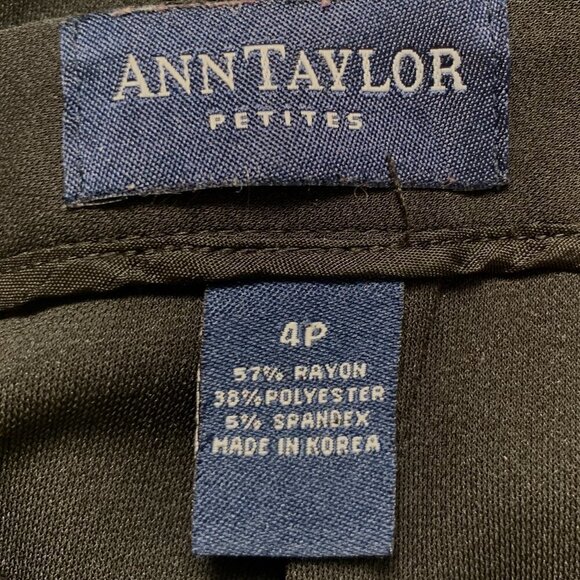 ANNTAYLOR
PETITES
4P
57% RAYON
38% POLYESTER
5% SPANDEX
MADE IN KOREA